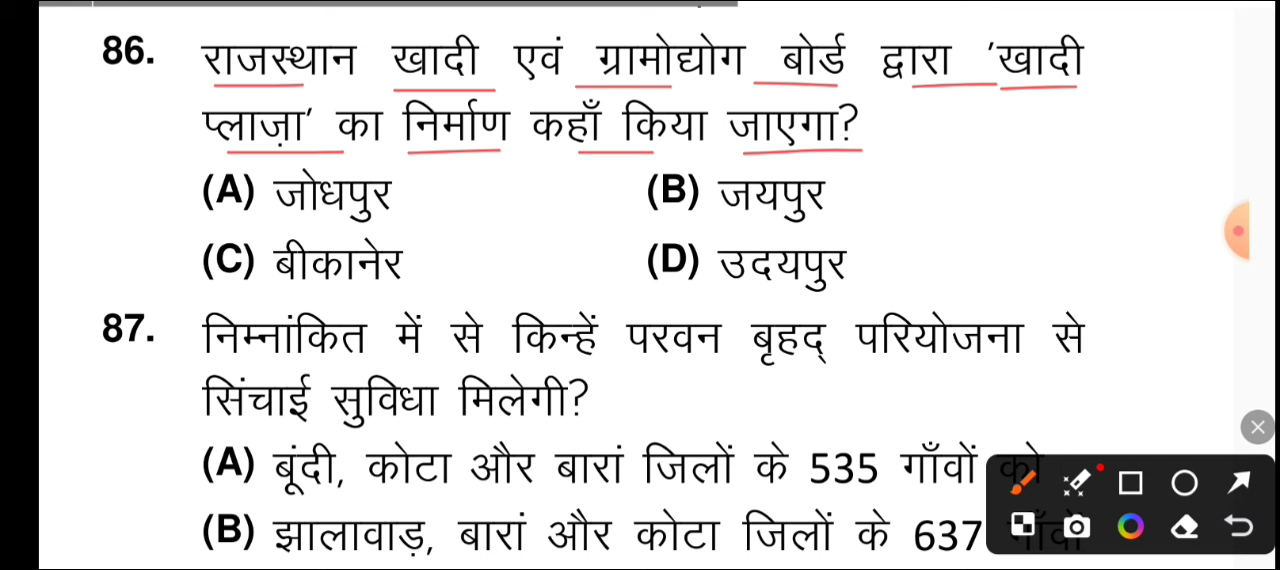 86. राजस्थान खादी एवं ग्रामोद्योग बोर्ड द्वारा 'खादी
प्लाज़ा' का निर्माण कहाँ किया जाएगा?
(A) जोधपुर (B) जयपुर
(C) बीकानेर (D) उदयपुर
87. निम्नांकित में से किन्हें परवन बृहद् परियोजना से
सिंचाई सुविधा मिलेगी?
(A) बूंदी, कोटा और बारां जिलों के 535 गाँवों को
(B) झालावाड़, बारां और कोटा जिलों के 637 गाँवों